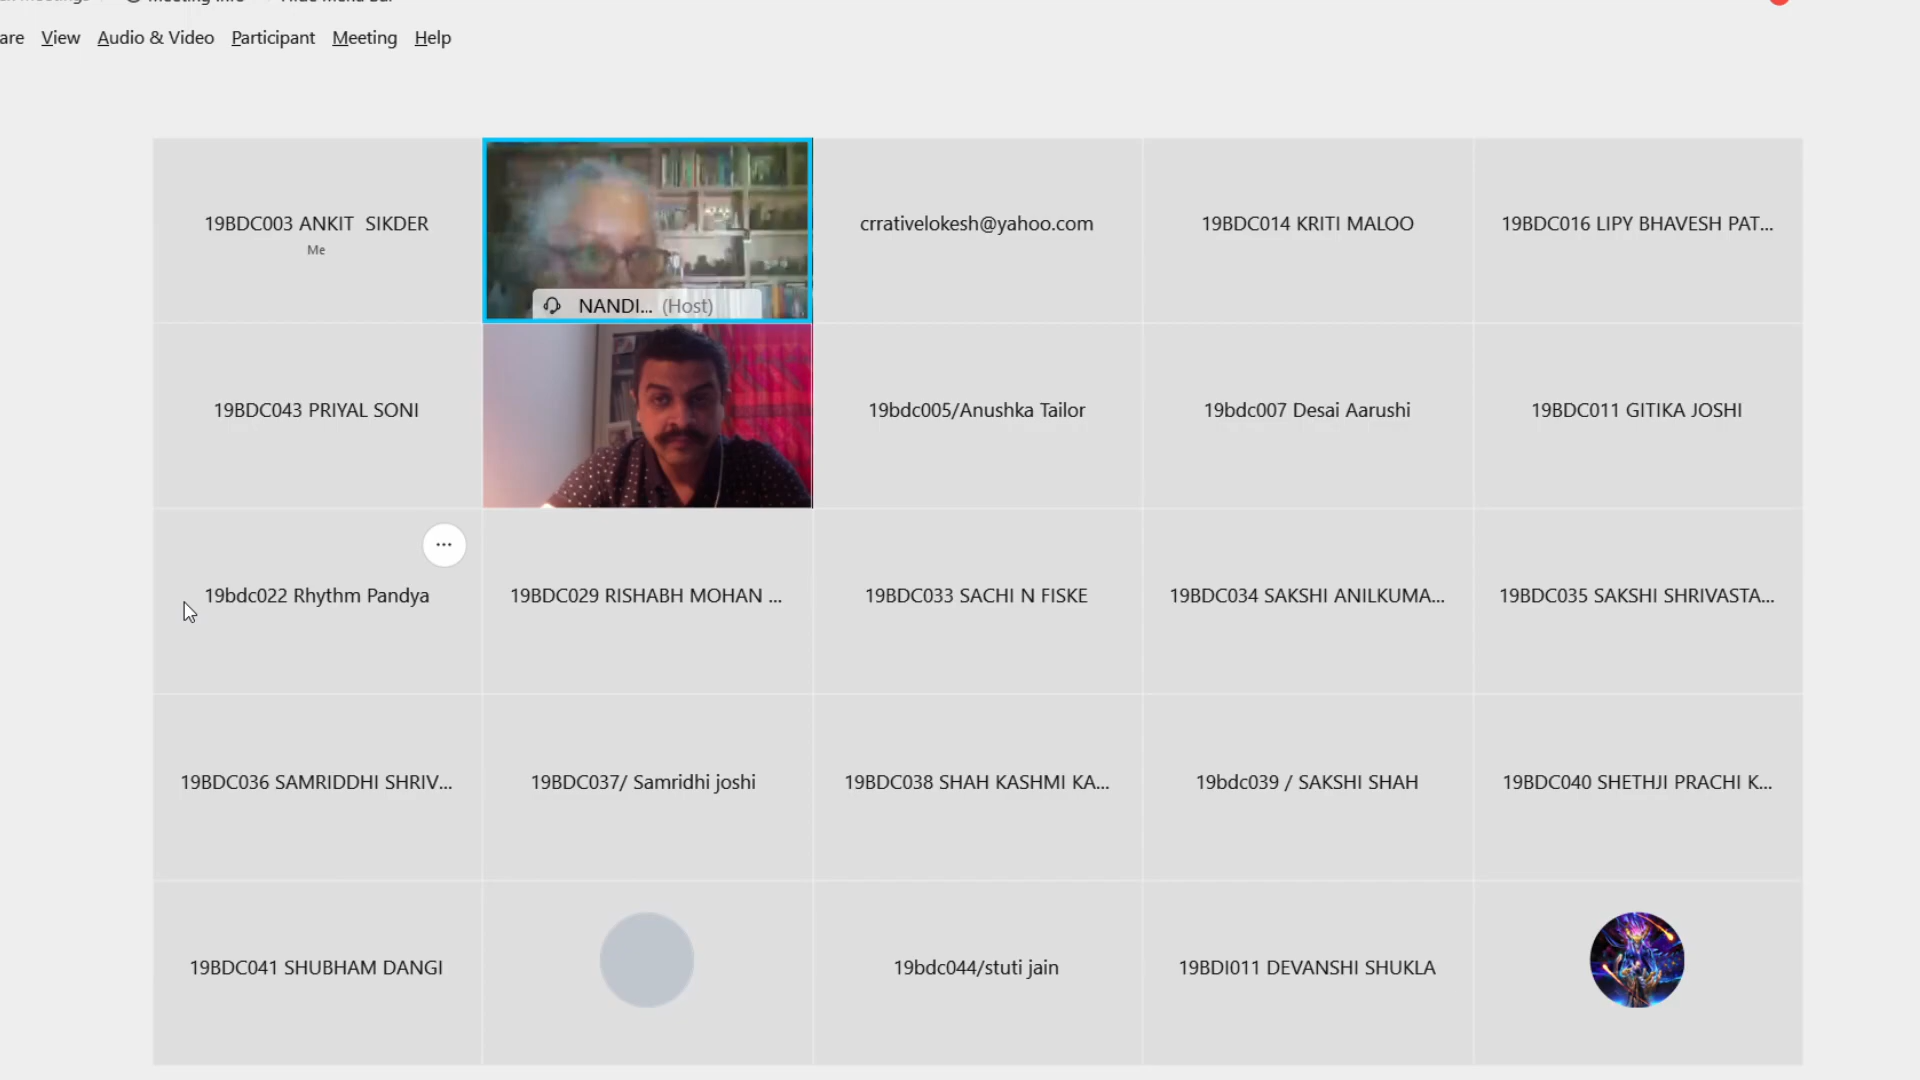 are View Audio & Video Participant Meeting Help
19BDC003 ANKIT SIKDER
Me
NANDI... (Host)
crrativelokesh@yahoo.com
19BDC014 KRITI MALOO
19BDC016 LIPY BHAVESH PAT...
19BDC043 PRIYAL SONI
19bdc005/Anushka Tailor
19bdc007 Desai Aarushi
19BDC011 GITIKA JOSHI
19bdc022 Rhythm Pandya
19BDC029 RISHABH MOHAN ...
19BDC033 SACHI N FISKE
19BDC034 SAKSHI ANILKUMA...
19BDC035 SAKSHI SHRIVASTA...
19BDC036 SAMRIDDHI SHRIV...
19BDC037/ Samridhi joshi
19BDC038 SHAH KASHMI KA...
19bdc039 / SAKSHI SHAH
19BDC040 SHETHJI PRACHI K...
19BDC041 SHUBHAM DANGI
19bdc044/stuti jain
19BDI011 DEVANSHI SHUKLA